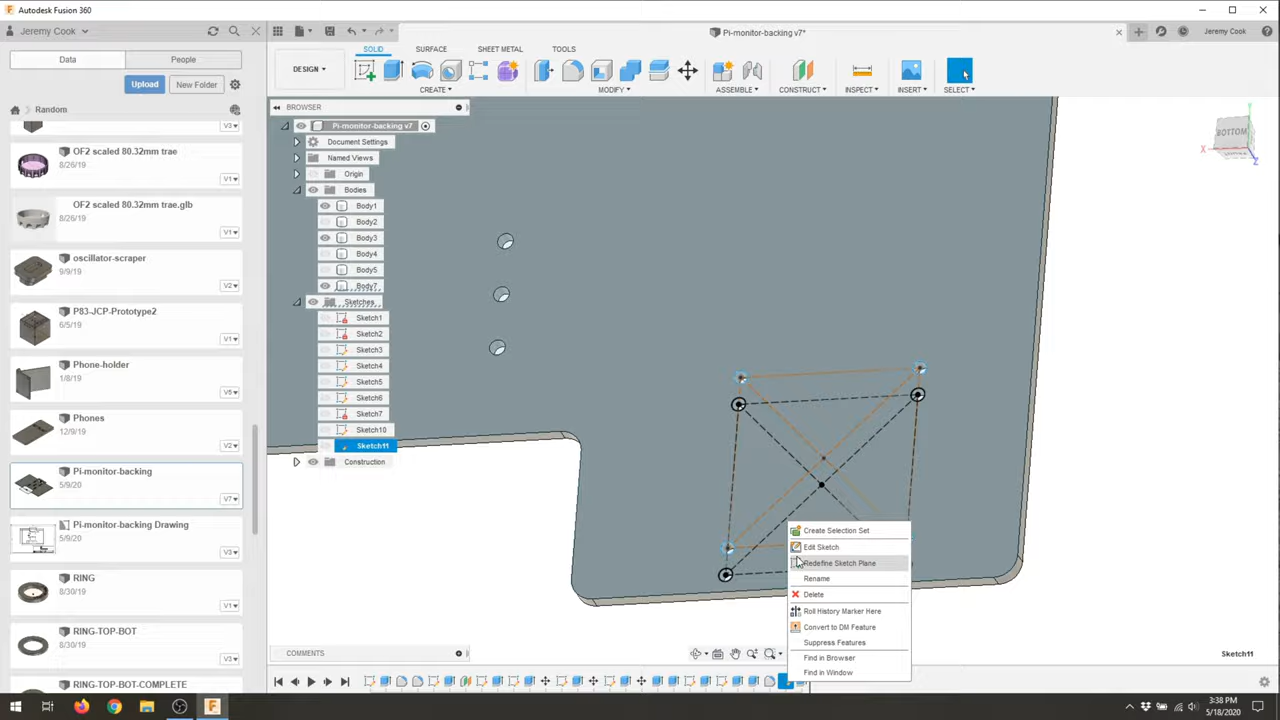 Autodesk Fusion 360
Jeremy Cook
Pi-monitor-backing v7*
Jeremy Cook
Data
People
Upload
New Folder
Random
V3▾
OF2 scaled 80.32mm trae
8/26/19
V1▾
OF2 scaled 80.32mm trae.glb
8/26/19
V1▾
oscillator-scraper
9/9/19
V2▾
P83-JCP-Prototype2
6/5/19
V1▾
Phone-holder
1/8/19
V5▾
Phones
12/9/19
V2▾
Pi-monitor-backing
5/9/20
V7▾
Pi-monitor-backing Drawing
5/9/20
V3▾
RING
8/30/19
V1▾
RING-TOP-BOT
8/30/19
V3▾
RING-TOP-BOT-COMPLETE
DESIGN ▾
SOLID
SURFACE
SHEET METAL
TOOLS
CREATE ▾
MODIFY ▾
ASSEMBLE ▾
CONSTRUCT ▾
INSPECT ▾
INSERT ▾
SELECT ▾
BROWSER
Pi-monitor-backing v7
Document Settings
Named Views
Origin
Bodies
Body1
Body2
Body3
Body4
Body5
Body7
Sketches
Sketch1
Sketch2
Sketch3
Sketch4
Sketch5
Sketch6
Sketch7
Sketch10
Sketch11
Construction
BOTTOM
X
Z
Create Selection Set
Edit Sketch
Redefine Sketch Plane
Rename
Delete
Roll History Marker Here
Convert to DM Feature
Suppress Features
Find in Browser
Find in Window
COMMENTS
Sketch11
3:38 PM
5/18/2020